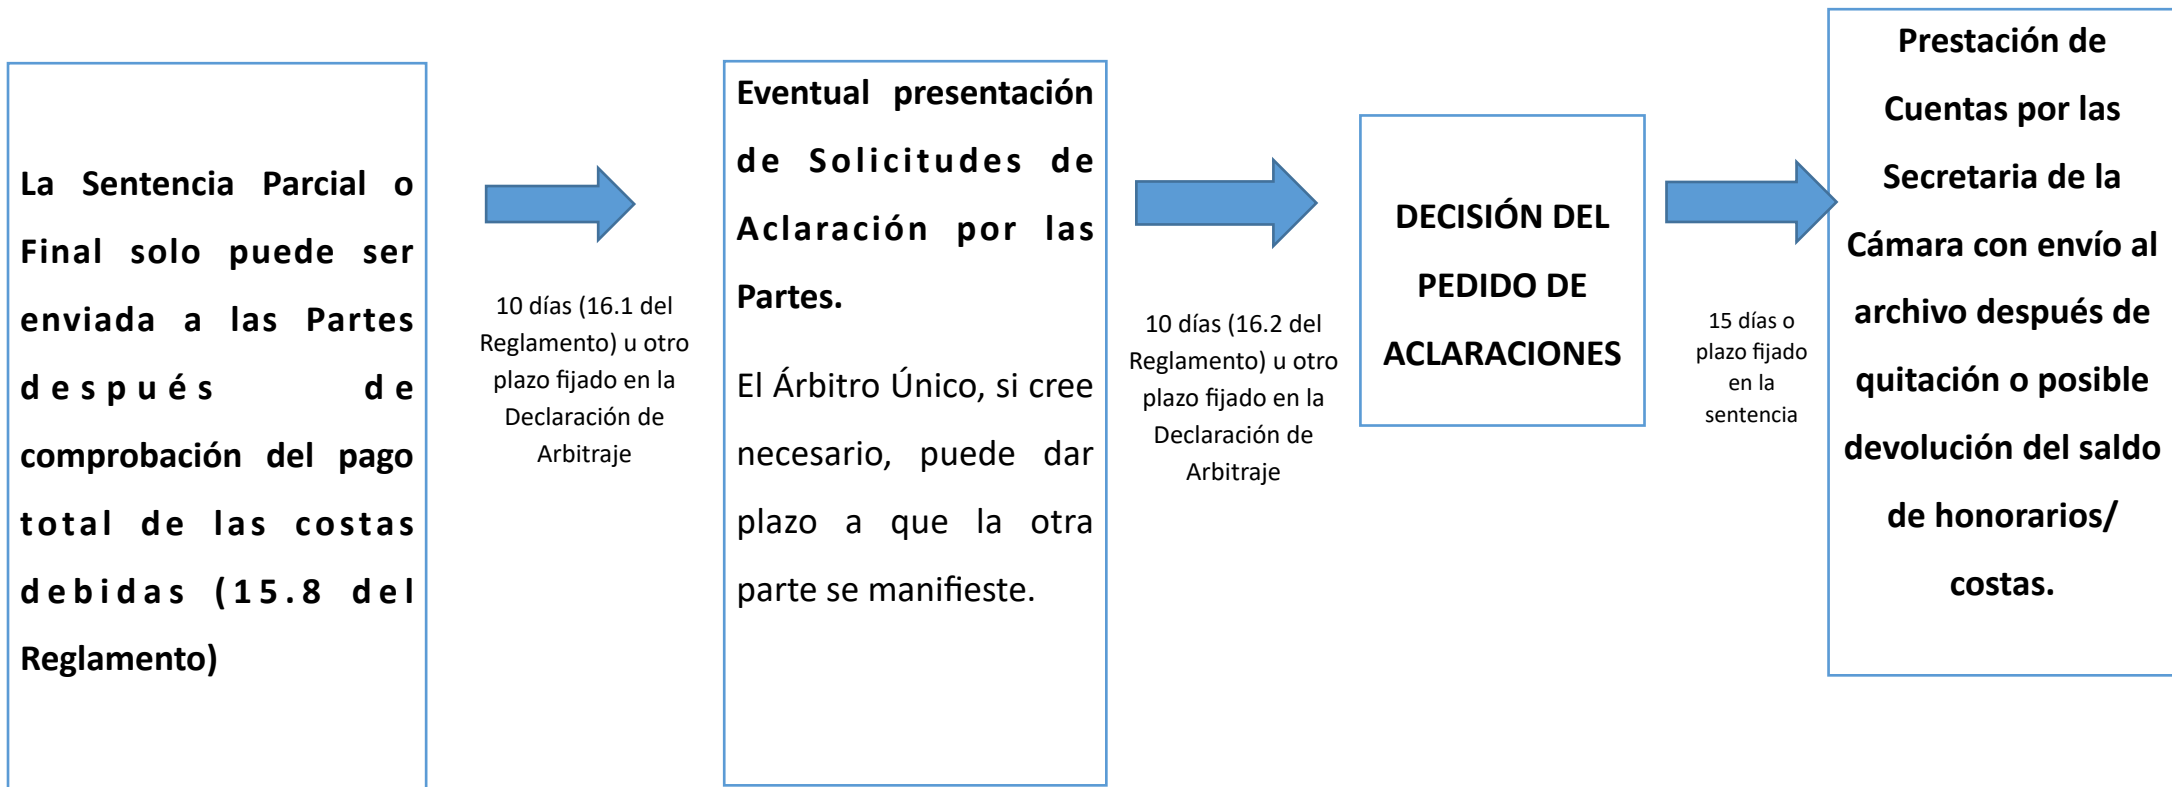 La Sentencia Parcial o
Final solo puede ser
enviada a las Partes
después de
comprobación del pago
total de las costas
debidas (15.8 del
Reglamento)
10 días (16.1 del
Reglamento) u otro
plazo fijado en la
Declaración de
Arbitraje
Eventual presentación
de Solicitudes de
Aclaración por las
Partes.
El Árbitro Único, si cree
necesario, puede dar
plazo a que la otra
parte se manifieste.
10 días (16.2 del
Reglamento) u otro
plazo fijado en la
Declaración de
Arbitraje
DECISIÓN DEL
PEDIDO DE
ACLARACIONES
15 días o
plazo fijado
en la
sentencia
Prestación de
Cuentas por las
Secretaria de la
Cámara con envío al
archivo después de
quitación o posible
devolución del saldo
de honorarios/
costas.